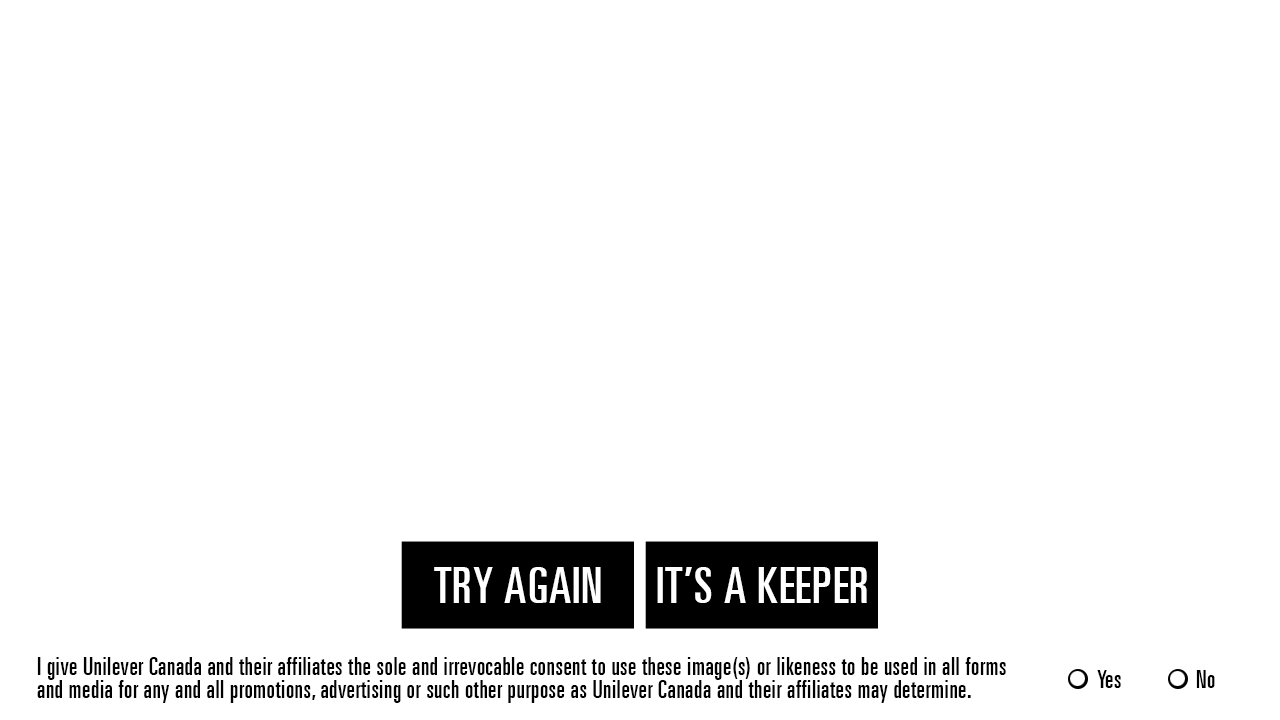 TRY AGAIN
IT’S A KEEPER
I give Unilever Canada and their affiliates the sole and irrevocable consent to use these image(s) or likeness to be used in all forms
and media for any and all promotions, advertising or such other purpose as Unilever Canada and their affiliates may determine.
Yes
No